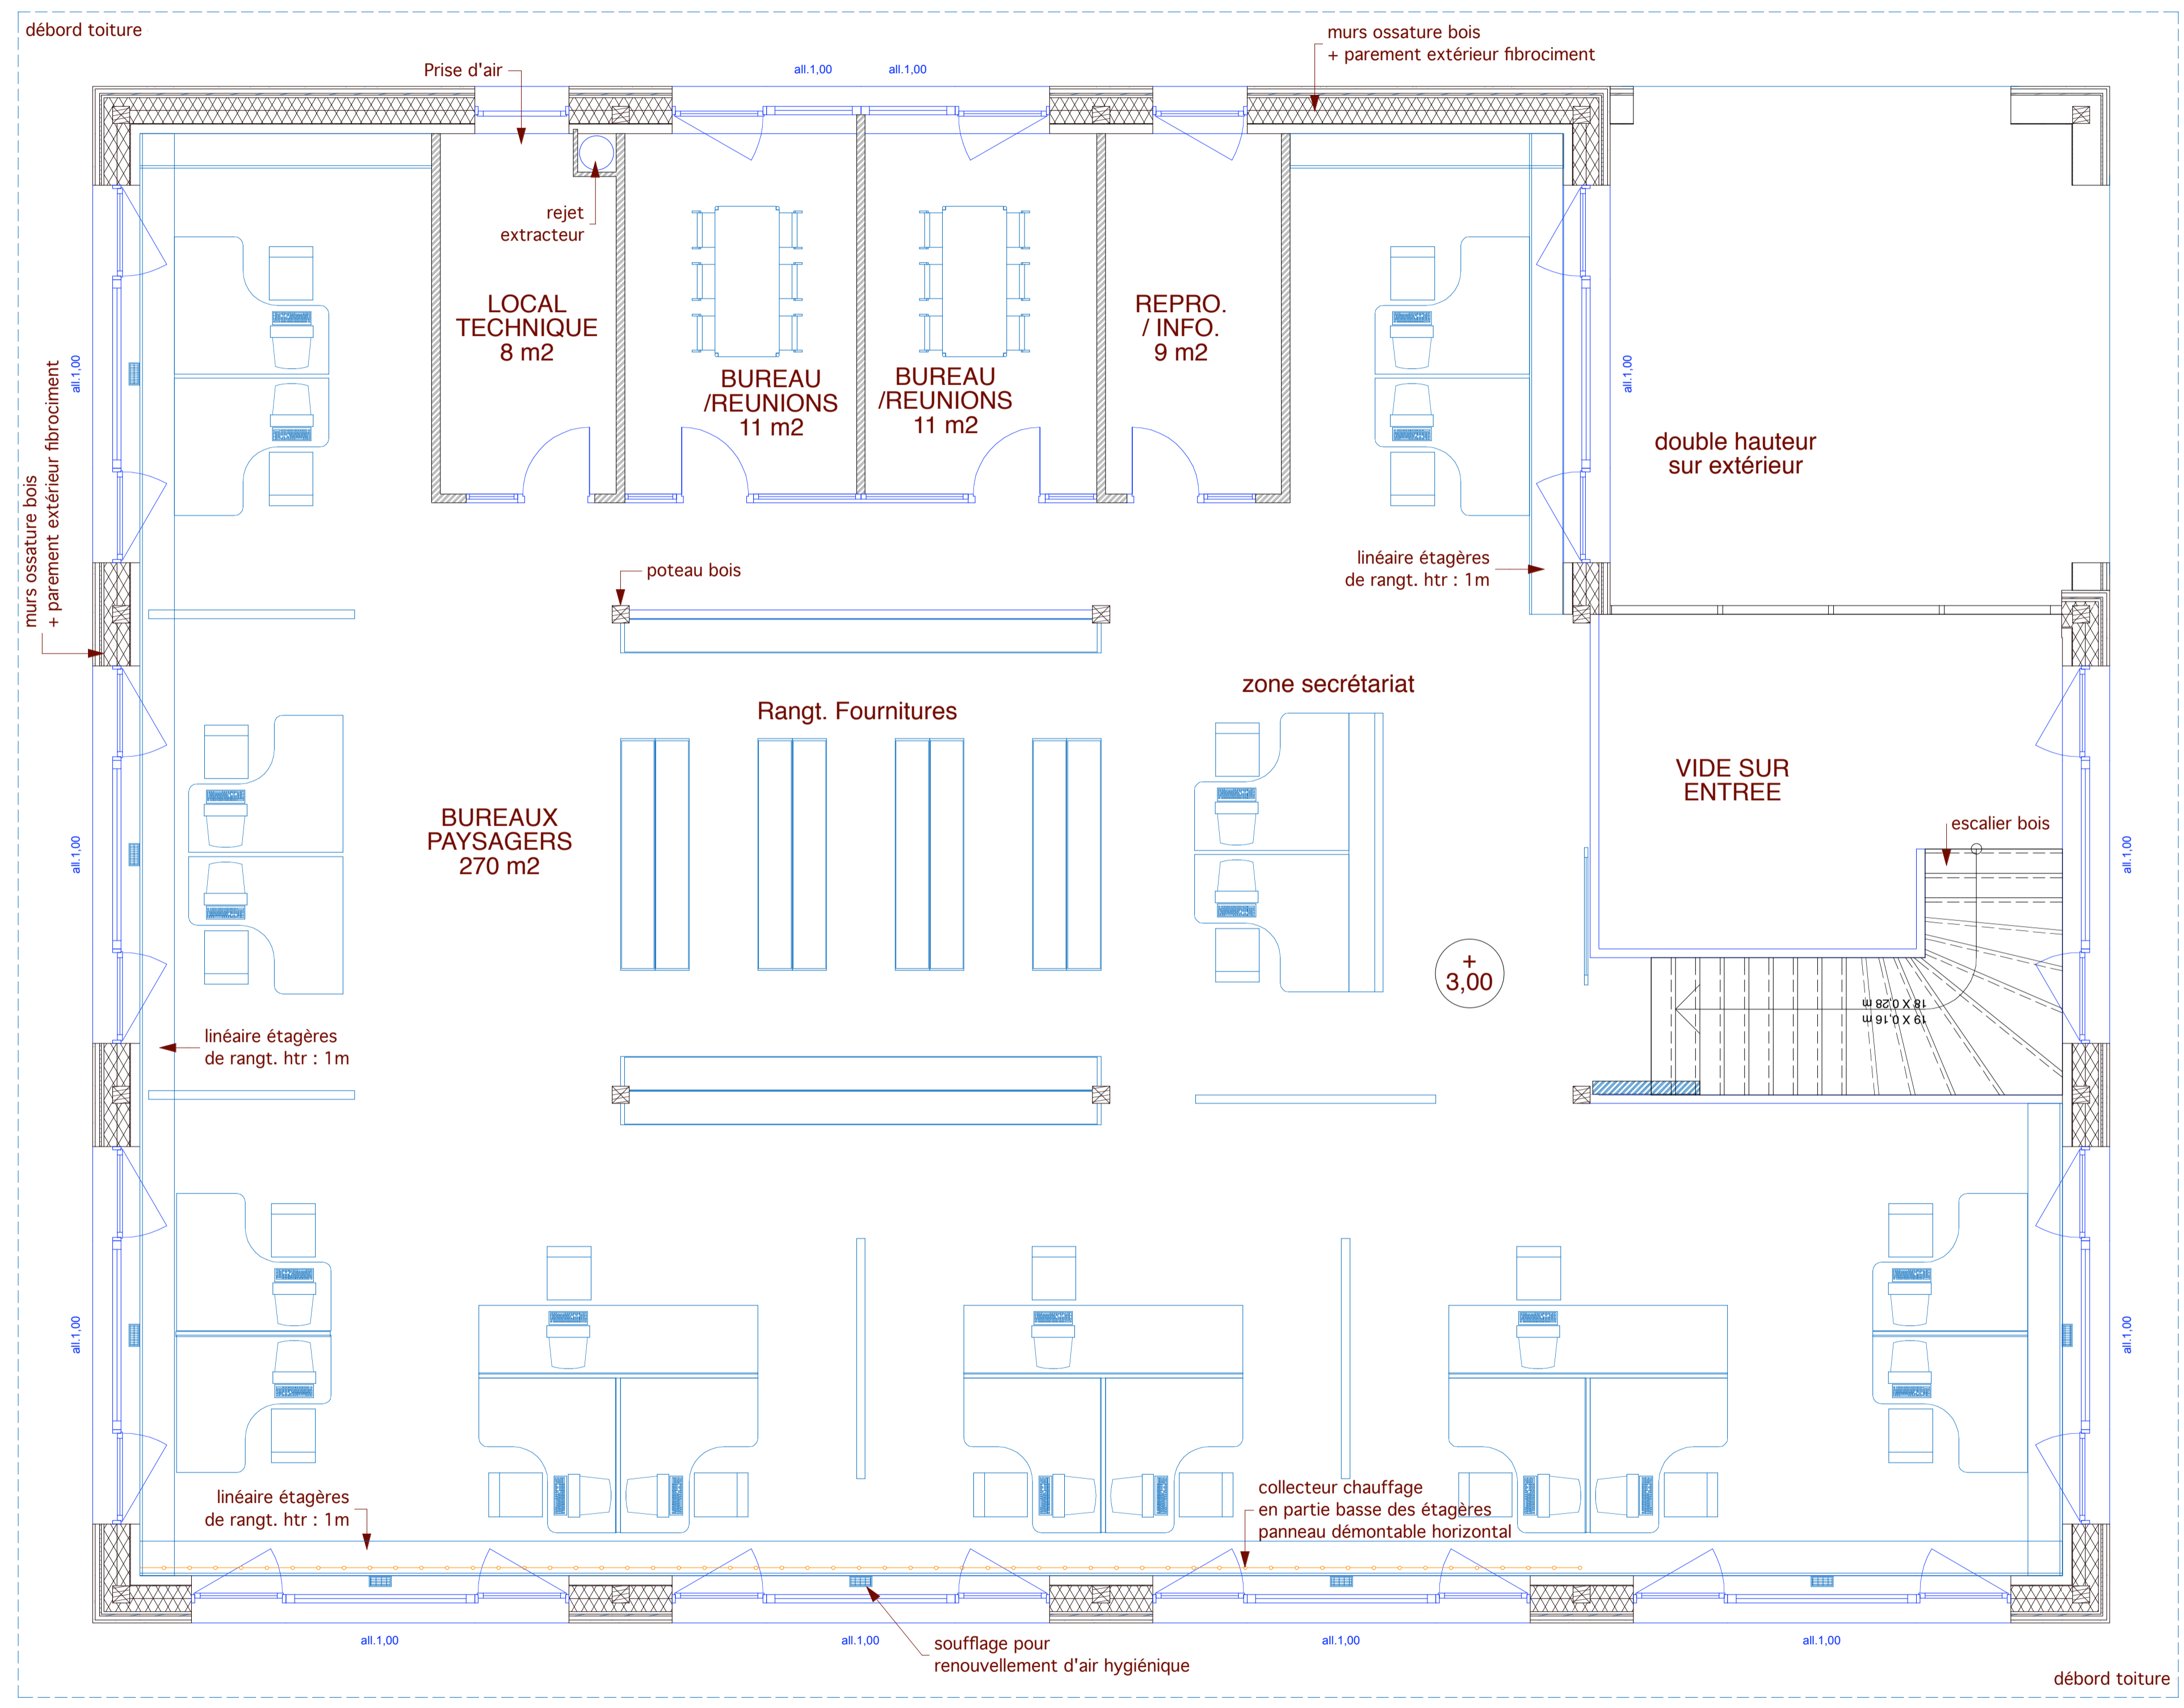 débord toiture
murs ossature bois
+ parement extérieur fibrociment
Prise d'air
all.1,00
all.1,00
rejet
extracteur
LOCAL
TECHNIQUE
8 m2
BUREAU
/REUNIONS
11 m2
BUREAU
/REUNIONS
11 m2
REPRO.
/ INFO.
9 m2
all.1,00
all.1,00
murs ossature bois
+ parement extérieur fibrociment
double hauteur
sur extérieur
linéaire étagères
de rangt. htr : 1m
poteau bois
zone secrétariat
Rangt. Fournitures
VIDE SUR
ENTREE
BUREAUX
PAYSAGERS
270 m2
escalier bois
all.1,00
all.1,00
+
3,00
19 X 0,16 m
18 X 0,28 m
linéaire étagères
de rangt. htr : 1m
all.1,00
all.1,00
linéaire étagères
de rangt. htr : 1m
collecteur chauffage
en partie basse des étagères
panneau démontable horizontal
all.1,00
all.1,00
all.1,00
all.1,00
soufflage pour
renouvellement d'air hygiénique
débord toiture